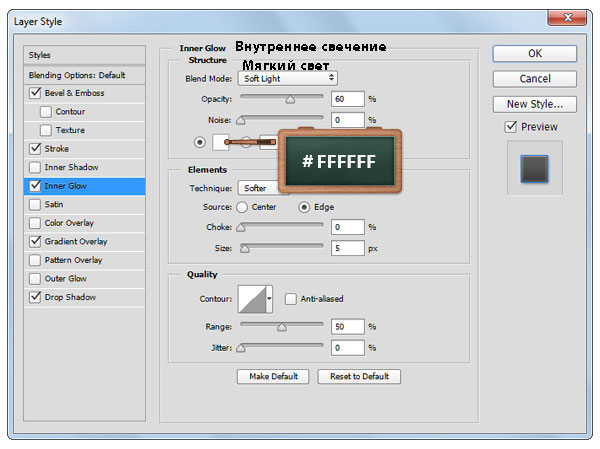 Layer Style
Styles
Blending Options: Default
Bevel & Emboss
Contour
Texture
Stroke
Inner Shadow
Inner Glow
Satin
Color Overlay
Gradient Overlay
Pattern Overlay
Outer Glow
Drop Shadow
Inner Glow Внутреннее свечение
Structure Мягкий свет
Blend Mode: Soft Light
Opacity: 60 %
Noise: 0 %
#FFFFFF
Elements
Technique: Softer
Source: Center Edge
Choke: 0 %
Size: 5 px
Quality
Contour: Anti-aliased
Range: 50 %
Jitter: 0 %
Make Default Reset to Default
OK
Cancel
New Style...
Preview